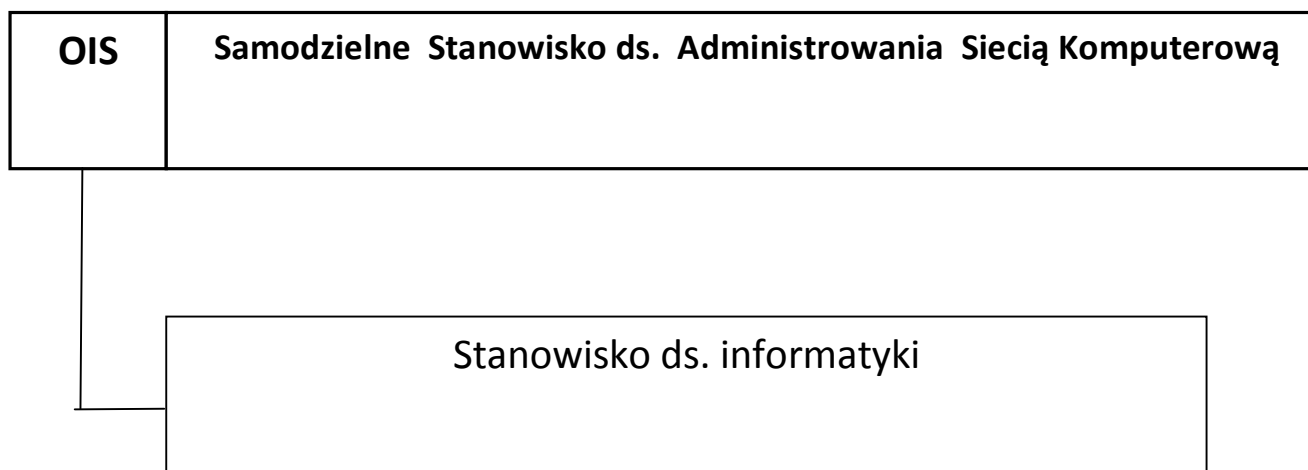 OIS
Samodzielne Stanowisko ds. Administrowania Siecią Komputerową
Stanowisko ds. informatyki